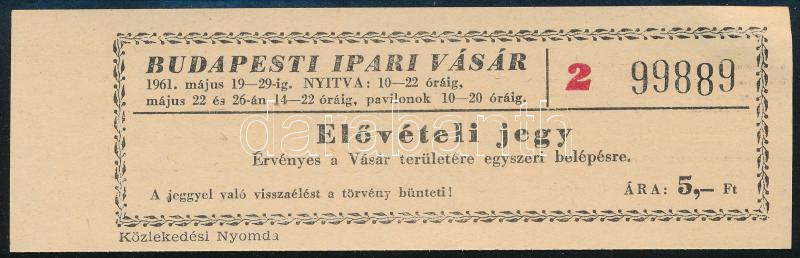 BUDAPESTI IPARI VÁSÁR
1961. május 19—29-ig. NYITVA: 10—22 óráig,
május 22 és 26-án 14—22 óráig, pavilonok 10—20 óráig.
2 99889
darabanth
Elővételi jegy
Érvényes a Vásár területére egyszeri belépésre.
A jeggyel való visszaélést a törvény bünteti!
ÁRA: 5,— Ft
Közlekedési Nyomda